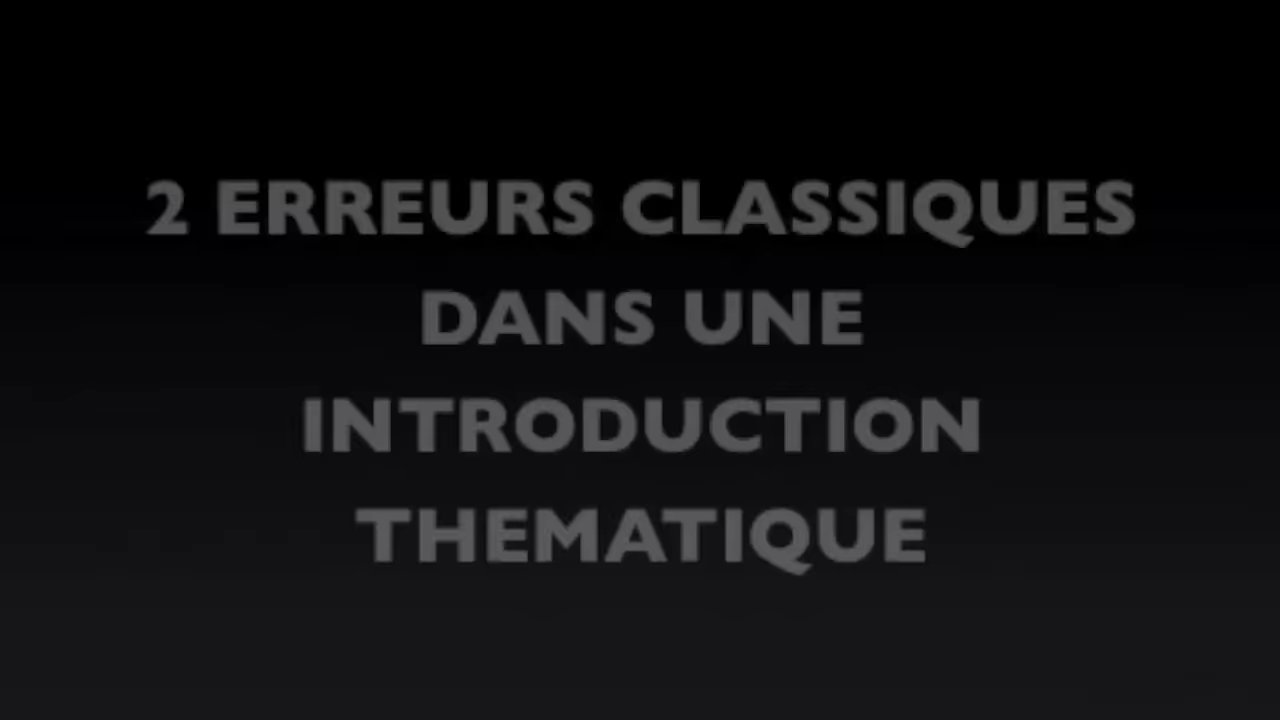 2 ERREURS CLASSIQUES
DANS UNE
INTRODUCTION
THEMATIQUE